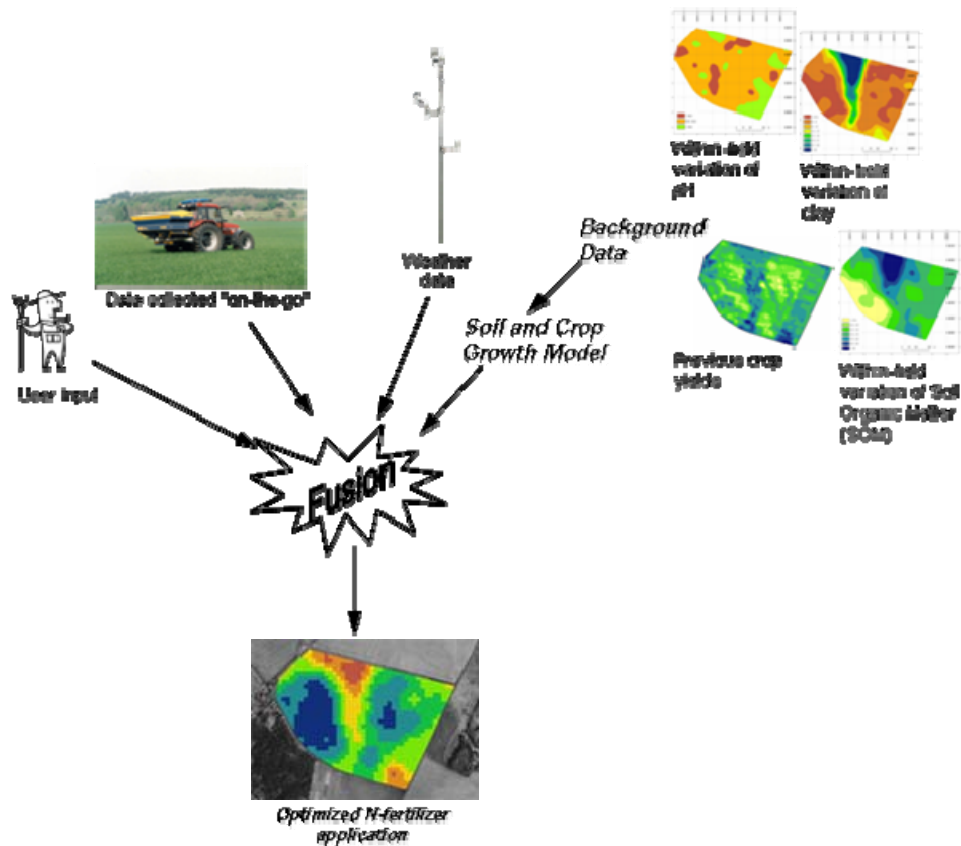 Within-field
variation of
pH
Within-field
variation of
clay
Background
Data
Data collected "on-the-go"
Weather
data
Soil and Crop
Growth Model
Previous crop
yields
Within-field
variation of Soil
Organic Matter
(SOM)
User input
Fusion
Optimized N-fertilizer
application